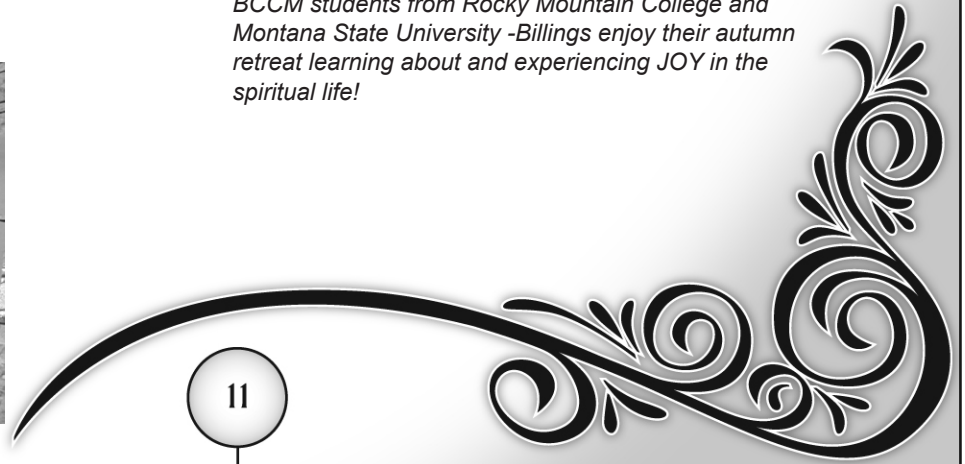 BCCM students from Rocky Mountain College and
Montana State University -Billings enjoy their autumn
retreat learning about and experiencing JOY in the
spiritual life!
11